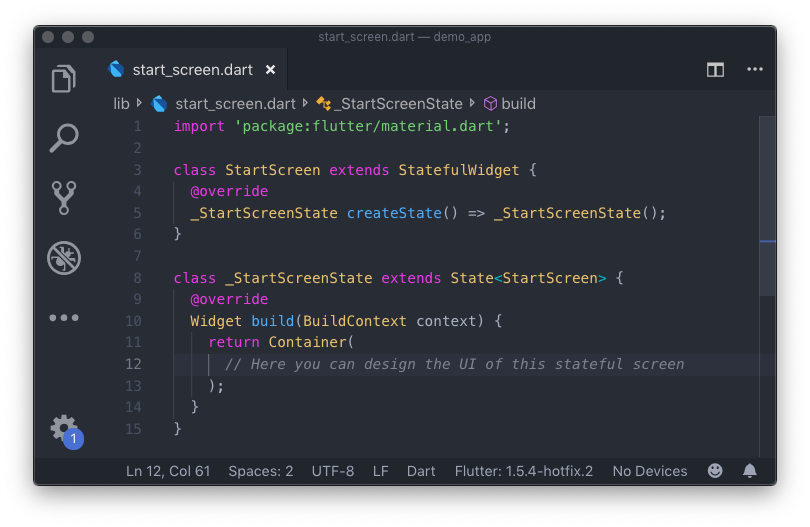 start_screen.dart — demo_app
start_screen.dart ×
lib start_screen.dart _StartScreenState build
1 import 'package:flutter/material.dart';
2
3 class StartScreen extends StatefulWidget {
4 @override
5 _StartScreenState createState() => _StartScreenState();
6 }
7
8 class _StartScreenState extends State<StartScreen> {
9 @override
10 Widget build(BuildContext context) {
11 return Container(
12 // Here you can design the UI of this stateful screen
13 );
14 }
15 }
1
Ln 12, Col 61 Spaces: 2 UTF-8 LF Dart Flutter: 1.5.4-hotfix.2 No Devices